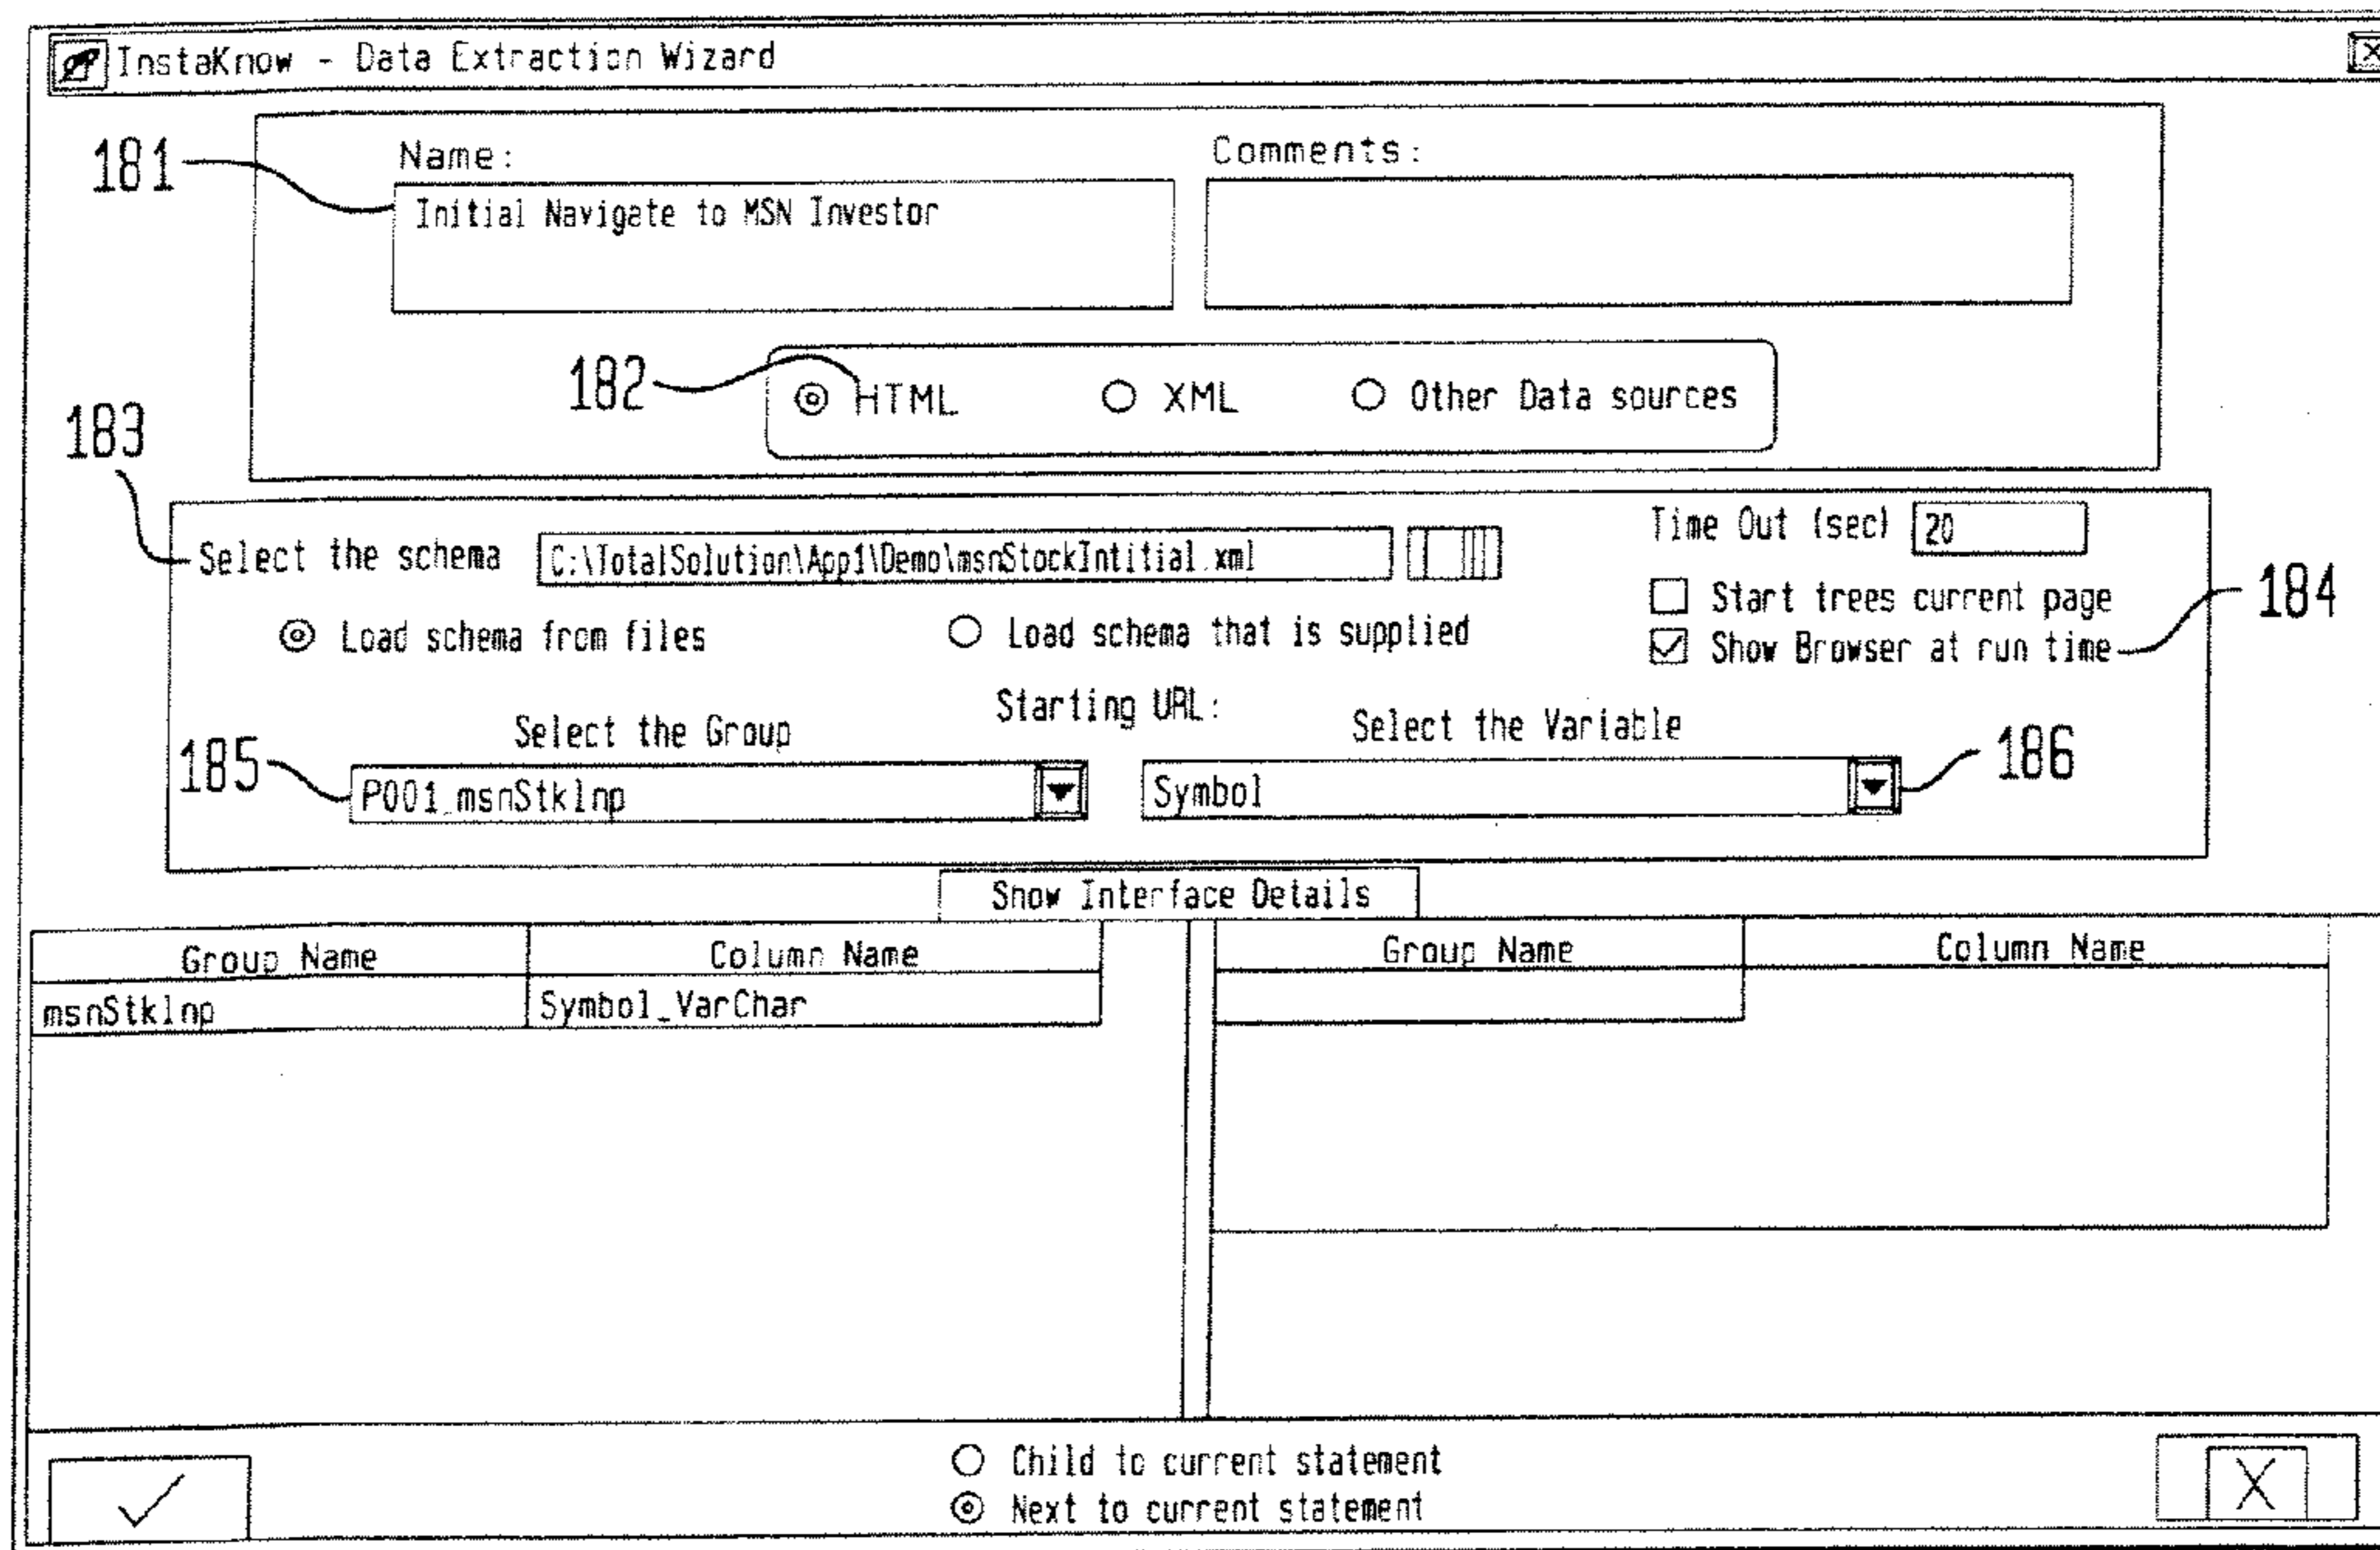 InstaKnow - Data Extraction Wizard
181
Name:
Comments:
Initial Navigate to MSN Investor
182
HTML
XML
Other Data sources
183
Select the schema
C:\TotalSolution\App1\Demo\msnStockIntitial.xml
Time Out (sec)
20
Start trees current page
184
Load schema from files
Load schema that is supplied
Show Browser at run time
Starting URL:
Select the Group
Select the Variable
185
P001_msnStkInp
Symbol
186
Show Interface Details
Group Name
Column Name
Group Name
Column Name
msnStkInp
Symbol_VarChar
Child to current statement
Next to current statement
X